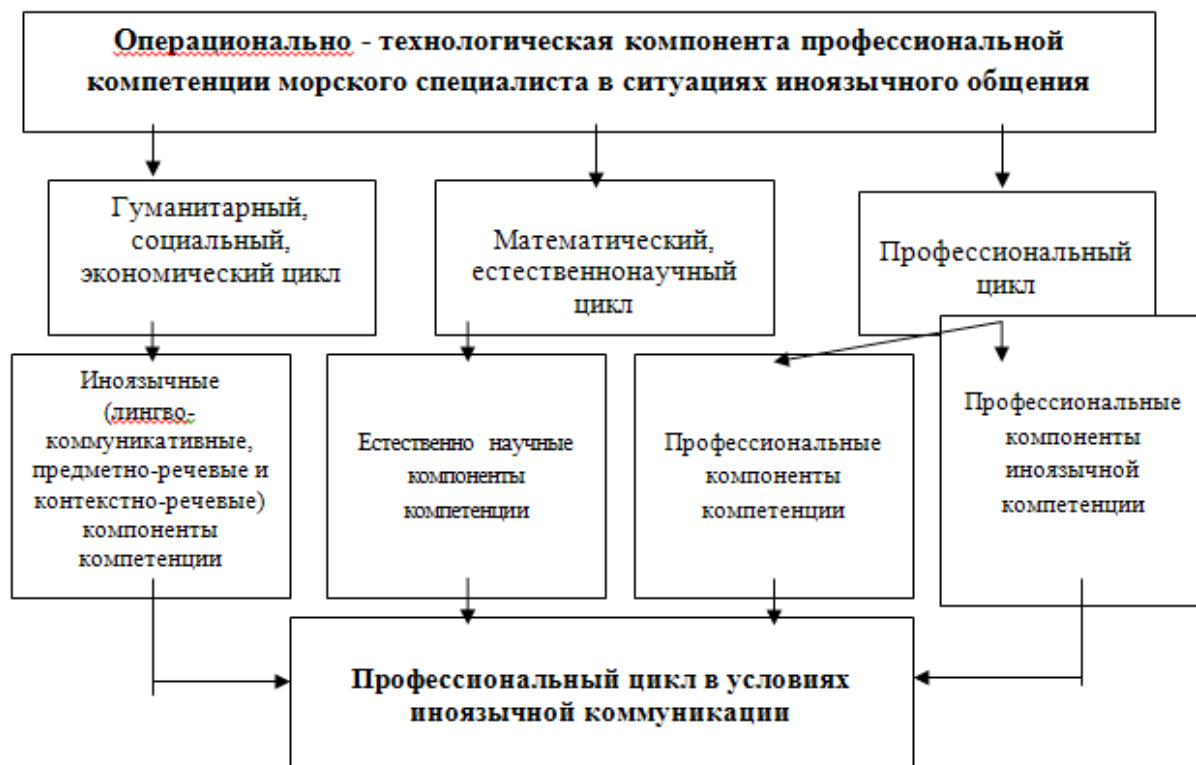 Операционально - технологическая компонента профессиональной
компетенции морского специалиста в ситуациях иноязычного общения
Гуманитарный,
социальный,
экономический цикл
Математический,
естественнонаучный
цикл
Профессиональный
цикл
Иноязычные
(лингво-
коммуникативные,
предметно-речевые и
контекстно-речевые)
компоненты
компетенции
Естественно научные
компоненты
компетенции
Профессиональные
компоненты
компетенции
Профессиональные
компоненты
иноязычной
компетенции
Профессиональный цикл в условиях
иноязычной коммуникации